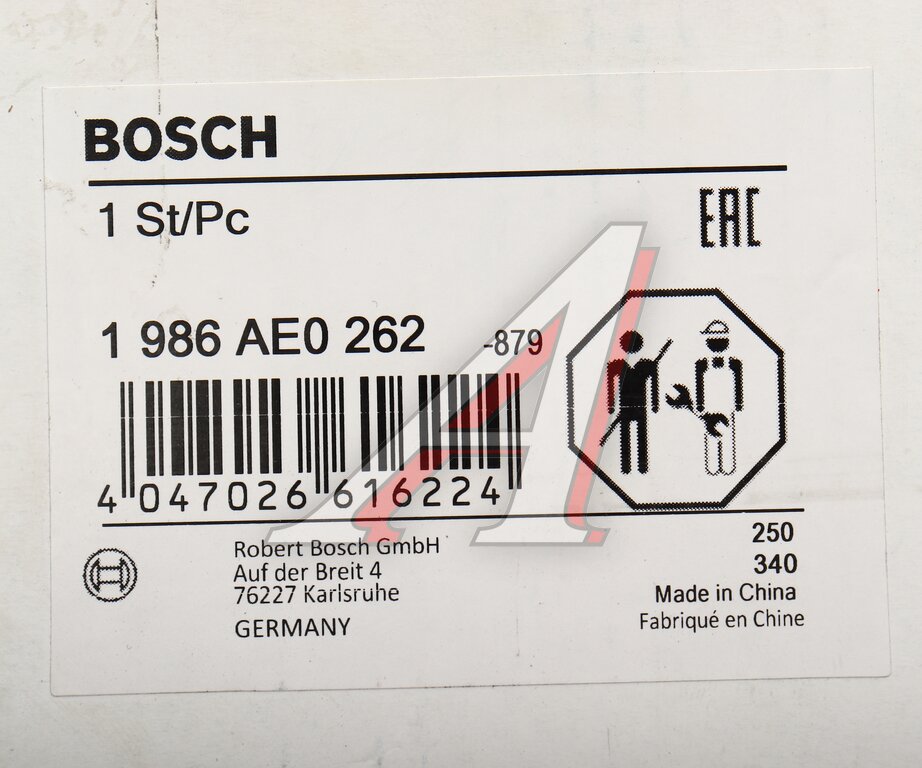 BOSCH
1 St/Pc
EAC
1 986 AE0 262 -879
4 047026 616224
Robert Bosch GmbH
Auf der Breit 4
76227 Karlsruhe
GERMANY
250
340
Made in China
Fabriqué en Chine